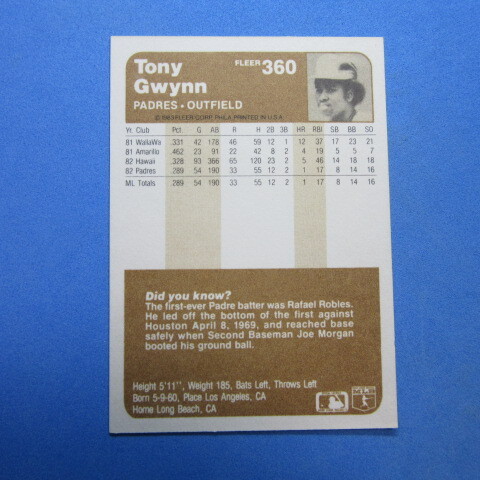 Tony
Gwynn
FLEER 360
PADRES • OUTFIELD
© 1983 FLEER CORP. PHILA. PRINTED IN U.S.A.
Yr. Club Pct. G AB R H 2B 3B HR RBI SB BB SO
81 WallaWa .331 42 178 46 59 12 1 12 37 17 23 21
81 Amarillo .462 23 91 22 42 8 2 4 19 5 5 7
82 Hawaii .328 93 366 65 120 23 2 5 46 14 18 18
82 Padres .289 54 190 33 55 12 2 1 17 8 14 16
ML Totals .289 54 190 33 55 12 2 1 17 8 14 16
Did you know?
The first-ever Padre batter was Rafael Robles.
He led off the bottom of the first against
Houston April 8, 1969, and reached base
safely when Second Baseman Joe Morgan
booted his ground ball.
Height 5'11", Weight 185, Bats Left, Throws Left
Born 5-9-60, Place Los Angeles, CA
Home Long Beach, CA